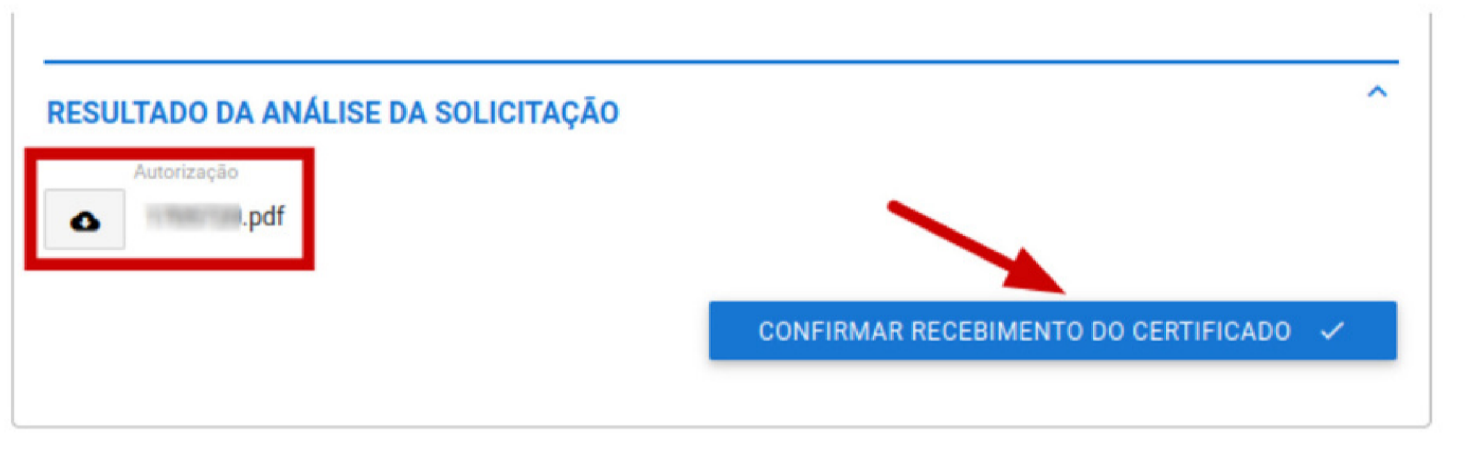 RESULTADO DA ANÁLISE DA SOLICITAÇÃO
Autorização
.pdf
CONFIRMAR RECEBIMENTO DO CERTIFICADO